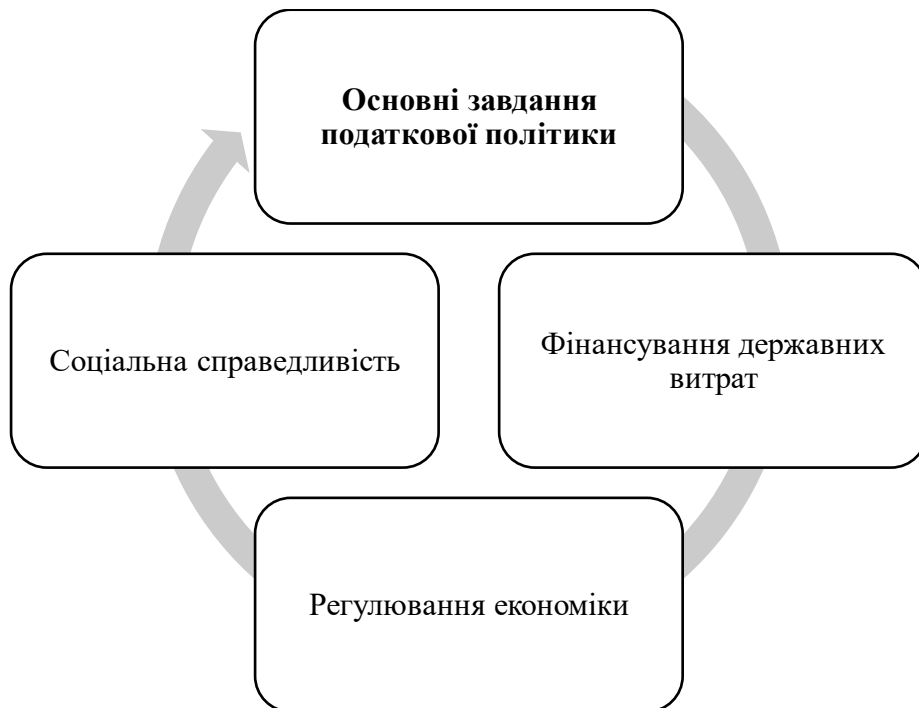 Основні завдання
податкової політики
Соціальна справедливість
Фінансування державних
витрат
Регулювання економіки